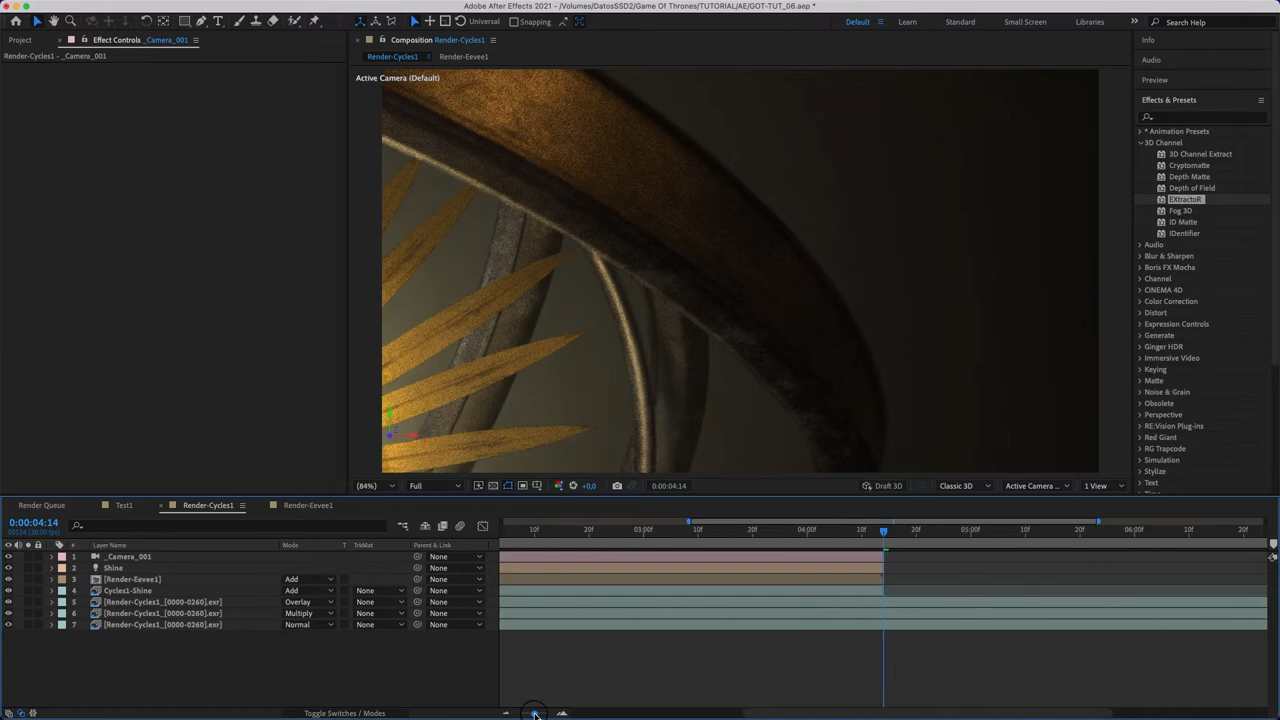 Adobe After Effects 2021 - /Volumes/DatosSSD2/Game Of Thrones/TUTORIAL/AE/GOT-TUT_06.aep *
Universal Snapping Default Learn Standard Small Screen Libraries Search Help
Project Effect Controls _Camera_001 Composition Render-Cycles1 Info
Render-Cycles1 - _Camera_001 Render-Cycles1 Render-Eevee1 Audio
Active Camera (Default) Preview
Effects & Presets
* Animation Presets
3D Channel
3D Channel Extract
Cryptomatte
Depth Matte
Depth of Field
EXtractoR
Fog 3D
ID Matte
IDentifier
Audio
Blur & Sharpen
Boris FX Mocha
Channel
CINEMA 4D
Color Correction
Distort
Expression Controls
Generate
Ginger HDR
Immersive Video
Keying
Matte
Noise & Grain
Obsolete
Perspective
RE:Vision Plug-ins
Red Giant
RG Trapcode
Simulation
Stylize
Text
(84%) Full +0,0 0:00:04:14 Draft 3D Classic 3D Active Camera ... 1 View
Render Queue Test1 Render-Cycles1 Render-Eevee1
0:00:04:14
00134 (30.00 fps)
10f 20f 03:00f 10f 20f 04:00f 10f 20f 05:00f 10f 20f 06:00f 20f
# Layer Name Mode T TrkMat Parent & Link
1 _Camera_001 None
2 Shine None
3 [Render-Eevee1] Add None
4 Cycles1-Shine Add None None
5 [Render-Cycles1_[0000-0260].exr] Overlay None None
6 [Render-Cycles1_[0000-0260].exr] Multiply None None
7 [Render-Cycles1_[0000-0260].exr] Normal None None
Toggle Switches / Modes